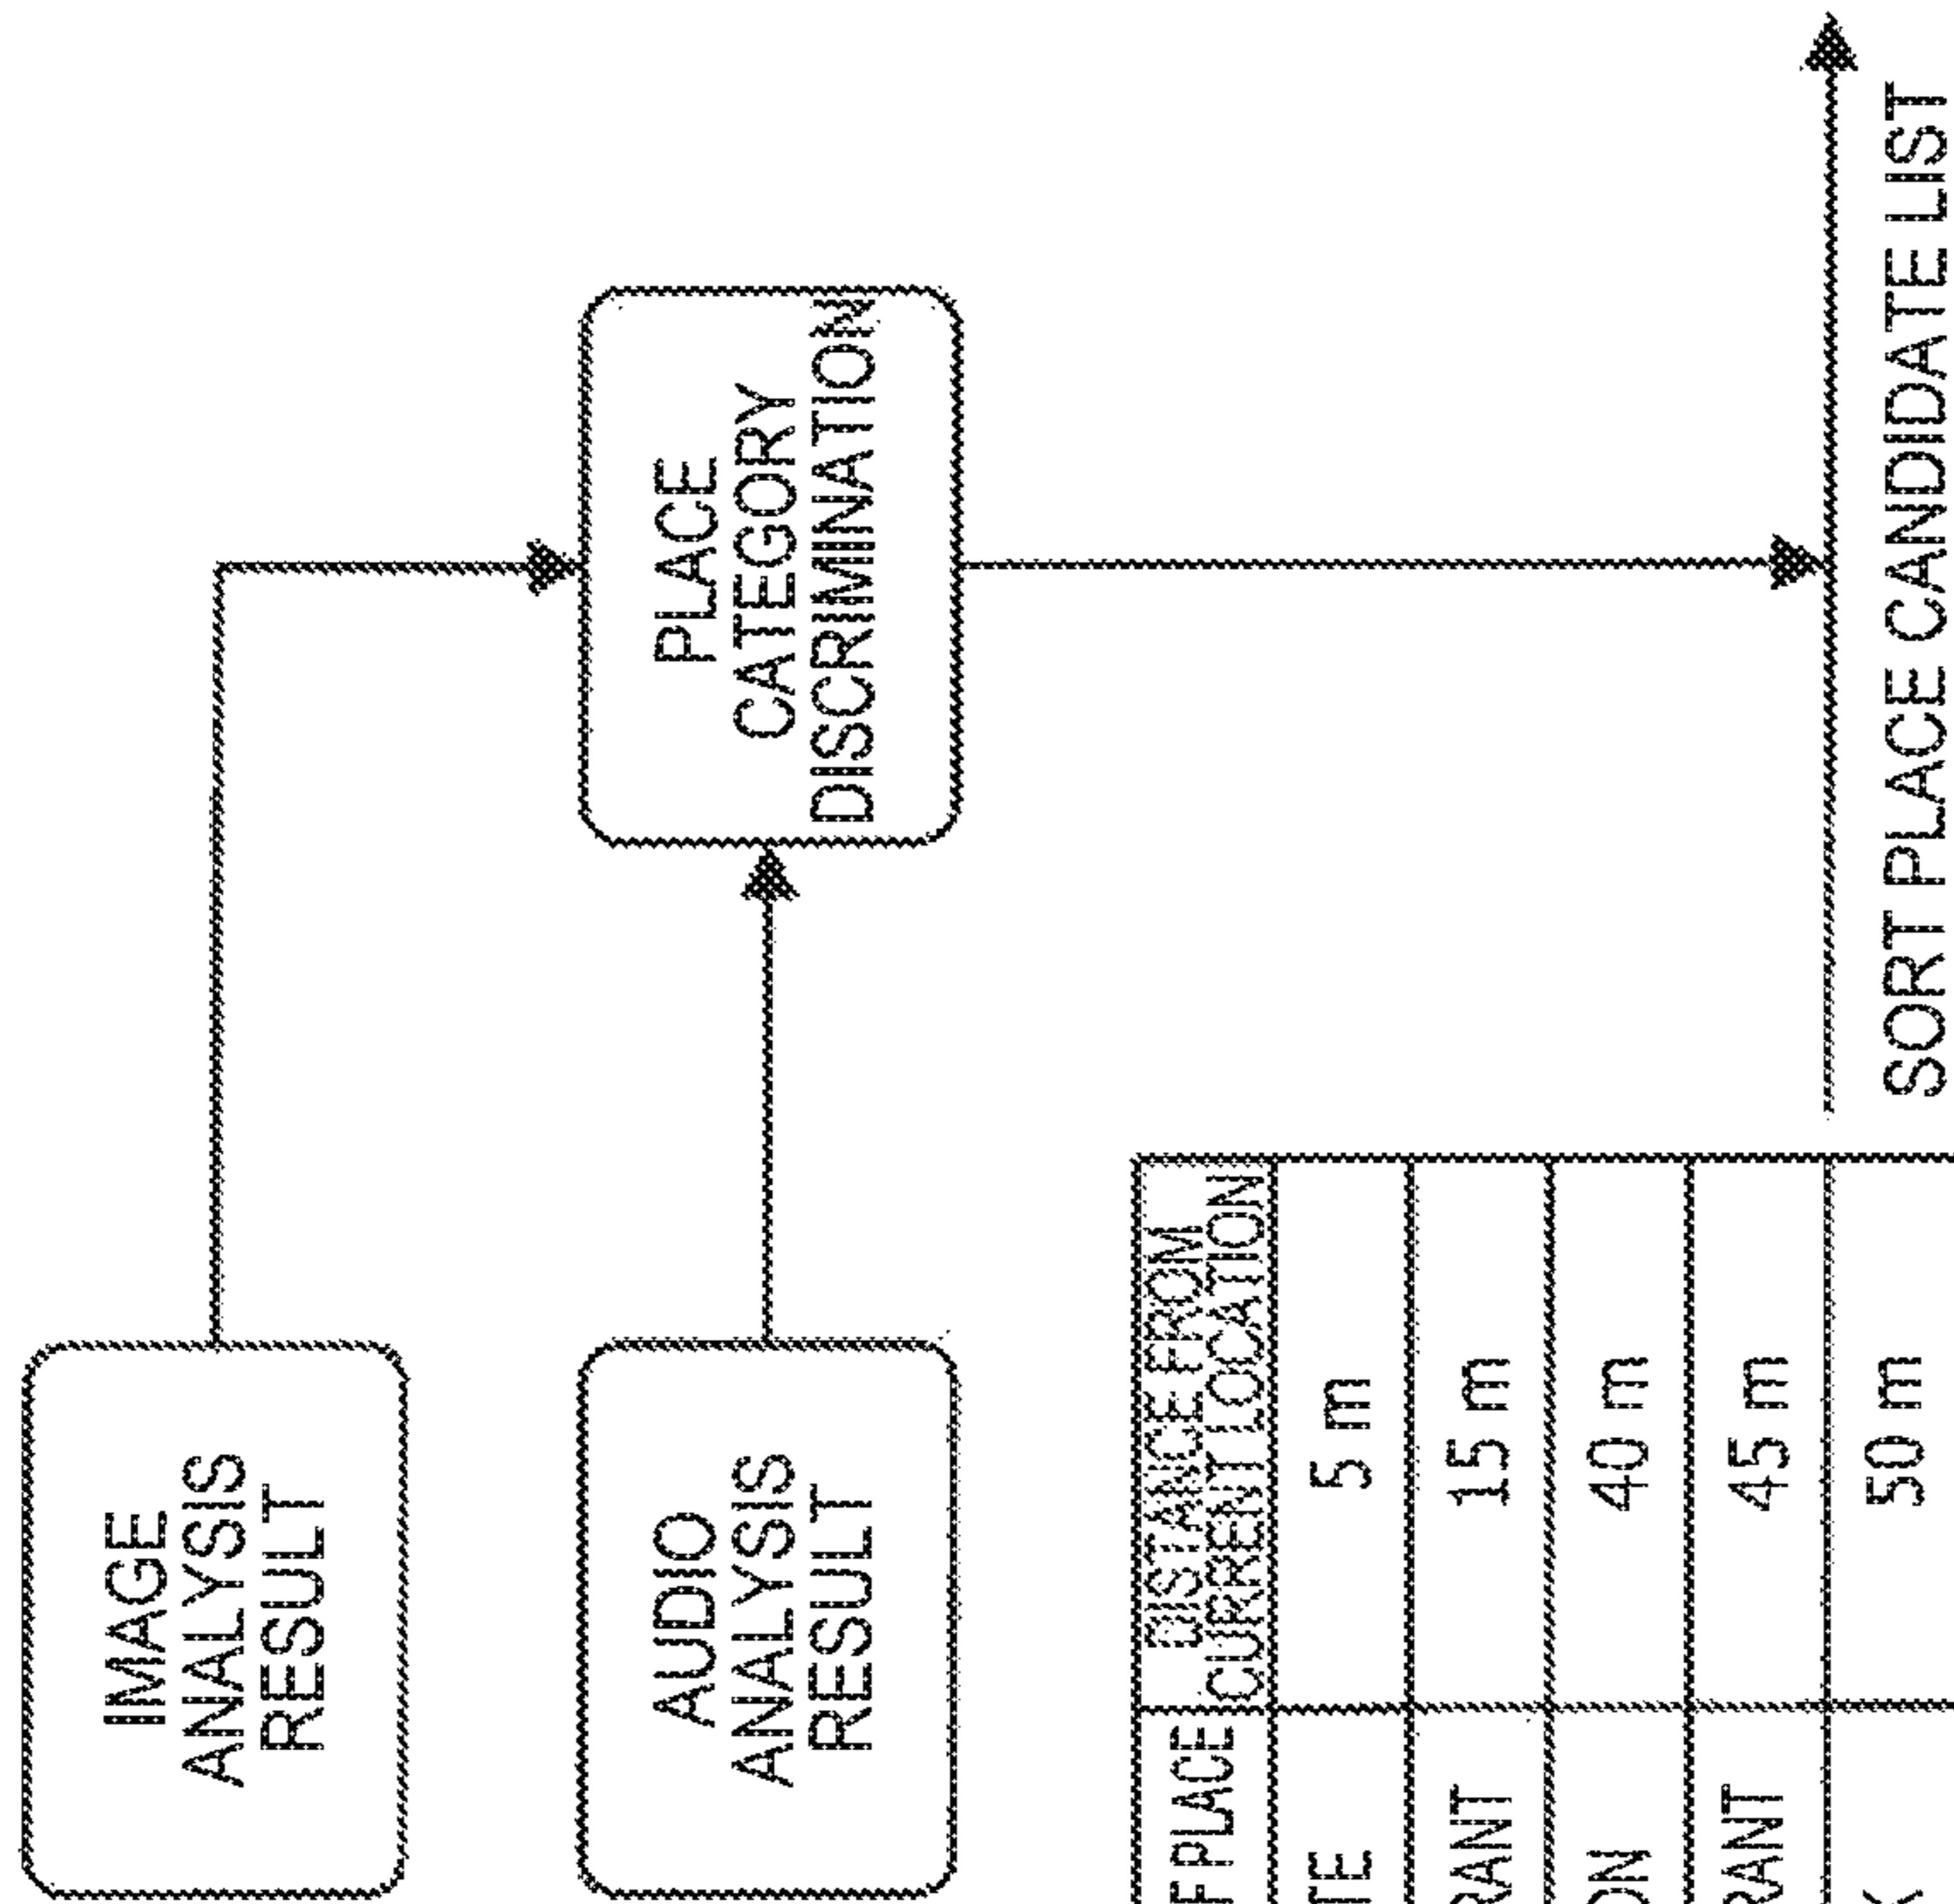 IMAGE
ANALYSIS
RESULT
AUDIO
ANALYSIS
RESULT
PLACE
CATEGORY
DISCRIMINATION
F PLACE
DISTANCE FROM
CURRENT LOCATION
TE
5 m
RANT
15 m
ON
40 m
RANT
45 m
K
50 m
SORT PLACE CANDIDATE LIST